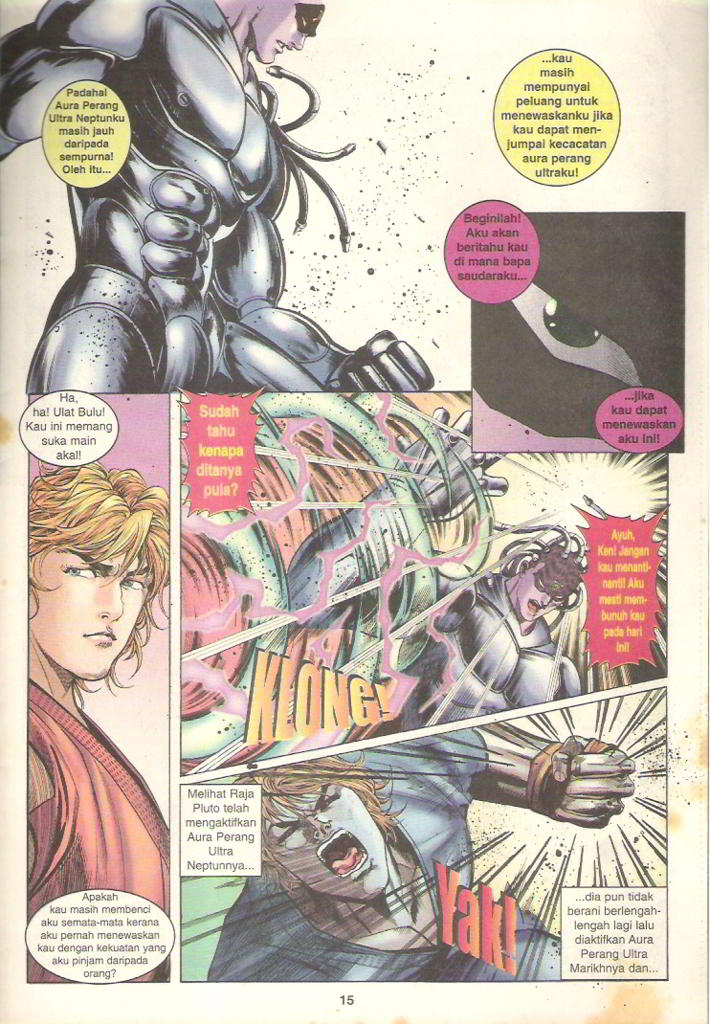 Padahal
Aura Perang
Ultra Neptunku
masih jauh
daripada
sempurna!
Oleh itu...
...kau
masih
mempunyai
peluang untuk
menewaskanku jika
kau dapat men-
jumpai kecacatan
aura perang
ultraku!
Beginilah!
Aku akan
beritahu kau
di mana bapa
saudaraku...
...jika
kau dapat
menewaskan
aku ini!
Ha,
ha! Ulat Bulu!
Kau ini memang
suka main
akal!
Sudah
tahu
kenapa
ditanya
pula?
Ayuh,
Ken! Jangan
kau menanti-
nanti! Aku
mesti mem-
bunuh kau
pada hari
ini!
KLONG!
Apakah
kau masih membenci
aku semata-mata kerana
aku pernah menewaskan
kau dengan kekuatan yang
aku pinjam daripada
orang?
Melihat Raja
Pluto telah
mengaktifkan
Aura Perang
Ultra
Neptunnya...
Yak!
...dia pun tidak
berani berlengah-
lengah lagi lalu
diaktifkan Aura
Perang Ultra
Marikhnya dan...
15